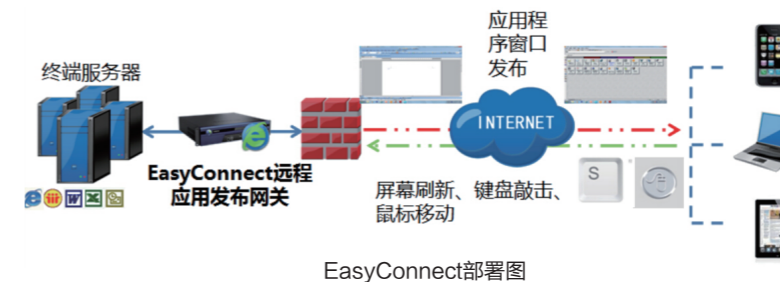 应用程
序窗口
发布
终端服务器
INTERNET
EasyConnect远程
应用发布网关
屏幕刷新、键盘敲击、
鼠标移动
S
EasyConnect部署图